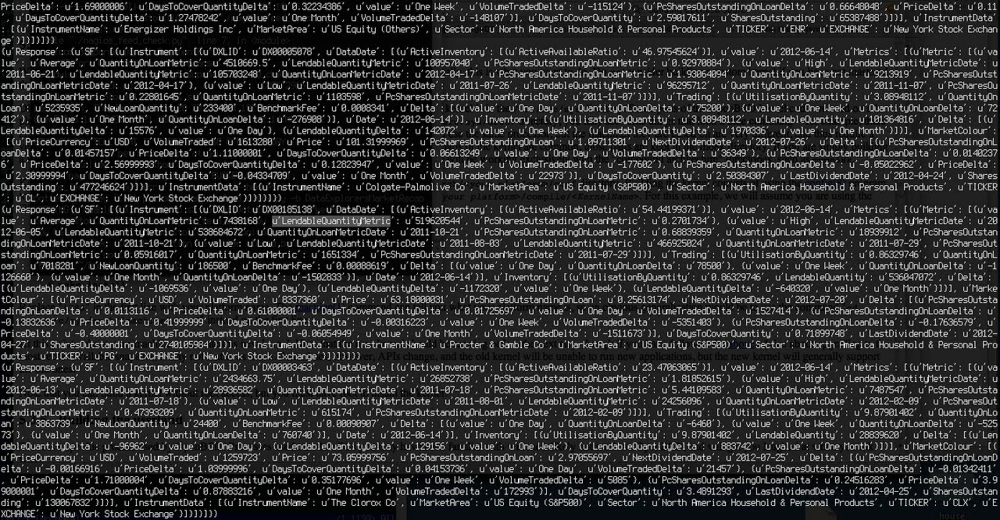 PriceDelta': u'1.69000006', u'DaysToCoverQuantityDelta': u'0.32234386', u'value': u'One Week', u'VolumeTradedDelta': u'-115124'}, {u'PcSharesOutstandingOnLoanDelta': u'0.66648048', u'PriceDelta': u'0.11
', u'DaysToCoverQuantityDelta': u'1.27478242', u'value': u'One Month', u'VolumeTradedDelta': u'-148107'}], u'DaysToCoverQuantity': u'2.59017611', u'SharesOutstanding': u'65387488'}]}], u'InstrumentData'
: [{u'InstrumentName': u'Energizer Holdings Inc', u'MarketArea': u'US Equity (Others)', u'Sector': u'North America Household & Personal Products', u'TICKER': u'ENR', u'EXCHANGE': u'New York Stock Exchan
ge'}]}]}]}}
{u'Response': {u'SF': [{u'Instrument': [{u'DXLID': u'DX00005078', u'DataDate': [{u'ActiveInventory': [{u'ActiveAvailableRatio': u'46.97545624'}], u'value': u'2012-06-14', u'Metrics': [{u'Metric': [{u'va
lue': u'Average', u'QuantityOnLoanMetric': u'4510669.5', u'LendableQuantityMetric': u'100957040', u'PcSharesOutstandingOnLoanMetric': u'0.92970884'}, {u'value': u'High', u'LendableQuantityMetricDate':
u'2011-06-21', u'LendableQuantityMetric': u'105703248', u'QuantityOnLoanMetricDate': u'2012-04-17', u'PcSharesOutstandingOnLoanMetric': u'1.93064094', u'QuantityOnLoanMetric': u'9213919', u'PcSharesOutst
andingOnLoanMetricDate': u'2012-04-17'}, {u'value': u'Low', u'LendableQuantityMetricDate': u'2011-07-26', u'LendableQuantityMetric': u'96295712', u'QuantityOnLoanMetricDate': u'2011-11-07', u'PcSharesOu
tstandingOnLoanMetric': u'0.22801645', u'QuantityOnLoanMetric': u'1103598', u'PcSharesOutstandingOnLoanMetricDate': u'2011-11-07'}]}], u'Trading': [{u'UtilisationByQuantity': u'3.08948112', u'QuantityOn
Loan': u'5235935', u'NewLoanQuantity': u'233400', u'BenchmarkFee': u'0.0008341', u'Delta': [{u'value': u'One Day', u'QuantityOnLoanDelta': u'75200'}, {u'value': u'One Week', u'QuantityOnLoanDelta': u'72
412'}, {u'value': u'One Month', u'QuantityOnLoanDelta': u'-276908'}], u'Date': u'2012-06-14'}], u'Inventory': [{u'UtilisationByQuantity': u'3.08948112', u'LendableQuantity': u'101364816', u'Delta': [{u'
LendableQuantityDelta': u'15576', u'value': u'One Day'}, {u'LendableQuantityDelta': u'142072', u'value': u'One Week'}, {u'LendableQuantityDelta': u'1970336', u'value': u'One Month'}]}], u'MarketColour':
[{u'PriceCurrency': u'USD', u'VolumeTraded': u'1613280', u'Price': u'101.31999969', u'PcSharesOutstandingOnLoan': u'1.09711301', u'NextDividendDate': u'2012-07-26', u'Delta': [{u'PcSharesOutstandingOnL
oanDelta': u'0.01457157', u'PriceDelta': u'1.11000001', u'DaysToCoverQuantityDelta': u'0.06613249', u'value': u'One Day', u'VolumeTradedDelta': u'36349'}, {u'PcSharesOutstandingOnLoanDelta': u'0.0140237
6', u'PriceDelta': u'2.56999993', u'DaysToCoverQuantityDelta': u'0.12823947', u'value': u'One Week', u'VolumeTradedDelta': u'-177602'}, {u'PcSharesOutstandingOnLoanDelta': u'-0.05022962', u'PriceDelta':
u'2.30999994', u'DaysToCoverQuantityDelta': u'-0.04334709', u'value': u'One Month', u'VolumeTradedDelta': u'22973'}], u'DaysToCoverQuantity': u'2.50384307', u'LastDividendDate': u'2012-04-24', u'Shares
Outstanding': u'477246624'}]}], u'InstrumentData': [{u'InstrumentName': u'Colgate-Palmolive Co', u'MarketArea': u'US Equity (S&P500)', u'Sector': u'North America Household & Personal Products', u'TICKER
': u'CL', u'EXCHANGE': u'New York Stock Exchange'}]}]}]}}
{u'Response': {u'SF': [{u'Instrument': [{u'DXLID': u'DX00185138', u'DataDate': [{u'ActiveInventory': [{u'ActiveAvailableRatio': u'54.44199371'}], u'value': u'2012-06-14', u'Metrics': [{u'Metric': [{u'va
lue': u'Average', u'QuantityOnLoanMetric': u'7438168', u'LendableQuantityMetric': u'519620544', u'PcSharesOutstandingOnLoanMetric': u'0.2701734'}, {u'value': u'High', u'LendableQuantityMetricDate': u'20
12-06-05', u'LendableQuantityMetric': u'538684672', u'QuantityOnLoanMetricDate': u'2011-10-21', u'PcSharesOutstandingOnLoanMetric': u'0.68839359', u'QuantityOnLoanMetric': u'18939912', u'PcSharesOutstan
dingOnLoanMetricDate': u'2011-10-21'}, {u'value': u'Low', u'LendableQuantityMetricDate': u'2011-08-03', u'LendableQuantityMetric': u'466925024', u'QuantityOnLoanMetricDate': u'2011-07-29', u'PcSharesOut
standingOnLoanMetric': u'0.05916017', u'QuantityOnLoanMetric': u'1651334', u'PcSharesOutstandingOnLoanMetricDate': u'2011-07-29'}]}], u'Trading': [{u'UtilisationByQuantity': u'0.86329746', u'QuantityOnL
oan': u'7018281', u'NewLoanQuantity': u'186500', u'BenchmarkFee': u'0.00088619', u'Delta': [{u'value': u'One Day', u'QuantityOnLoanDelta': u'78500'}, {u'value': u'One Week', u'QuantityOnLoanDelta': u'-1
126660'}, {u'value': u'One Month', u'QuantityOnLoanDelta': u'-1502833'}], u'Date': u'2012-06-14'}], u'Inventory': [{u'UtilisationByQuantity': u'0.86329746', u'LendableQuantity': u'536047072', u'Delta':
[{u'LendableQuantityDelta': u'-1069536', u'value': u'One Day'}, {u'LendableQuantityDelta': u'-1172320', u'value': u'One Week'}, {u'LendableQuantityDelta': u'-640320', u'value': u'One Month'}]}], u'Marke
tColour': [{u'PriceCurrency': u'USD', u'VolumeTraded': u'8337360', u'Price': u'63.18000031', u'PcSharesOutstandingOnLoan': u'0.25613174', u'NextDividendDate': u'2012-07-20', u'Delta': [{u'PcSharesOutsta
ndingOnLoanDelta': u'0.0113116', u'PriceDelta': u'0.61000001', u'DaysToCoverQuantityDelta': u'0.01725697', u'value': u'One Day', u'VolumeTradedDelta': u'1527414'}, {u'PcSharesOutstandingOnLoanDelta': u'
-0.13832636', u'PriceDelta': u'0.41999999', u'DaysToCoverQuantityDelta': u'-0.00316223', u'value': u'One Week', u'VolumeTradedDelta': u'-5351403'}, {u'PcSharesOutstandingOnLoanDelta': u'-0.17636579', u'
PriceDelta': u'-0.40000001', u'DaysToCoverQuantityDelta': u'-0.06054949', u'value': u'One Month', u'VolumeTradedDelta': u'-1511673'}], u'DaysToCoverQuantity': u'0.71899748', u'LastDividendDate': u'2012-
04-27', u'SharesOutstanding': u'2740105984'}]}], u'InstrumentData': [{u'InstrumentName': u'Procter & Gamble Co', u'MarketArea': u'US Equity (S&P500)', u'Sector': u'North America Household & Personal Pro
ducts', u'TICKER': u'PG', u'EXCHANGE': u'New York Stock Exchange'}]}]}]}}
{u'Response': {u'SF': [{u'Instrument': [{u'DXLID': u'DX00003463', u'DataDate': [{u'ActiveInventory': [{u'ActiveAvailableRatio': u'23.47063065'}], u'value': u'2012-06-14', u'Metrics': [{u'Metric': [{u'va
lue': u'Average', u'QuantityOnLoanMetric': u'2434663.75', u'LendableQuantityMetric': u'26852738', u'PcSharesOutstandingOnLoanMetric': u'1.81852615'}, {u'value': u'High', u'LendableQuantityMetricDate': u
'2012-06-13', u'LendableQuantityMetric': u'28936582', u'QuantityOnLoanMetricDate': u'2011-07-18', u'PcSharesOutstandingOnLoanMetric': u'5.44109583', u'QuantityOnLoanMetric': u'7487547', u'PcSharesOutsta
ndingOnLoanMetricDate': u'2011-07-18'}, {u'value': u'Low', u'LendableQuantityMetricDate': u'2011-08-01', u'LendableQuantityMetric': u'24256096', u'QuantityOnLoanMetricDate': u'2012-02-09', u'PcSharesOut
standingOnLoanMetric': u'0.47393209', u'QuantityOnLoanMetric': u'615174', u'PcSharesOutstandingOnLoanMetricDate': u'2012-02-09'}]}], u'Trading': [{u'UtilisationByQuantity': u'9.87901402', u'QuantityOnLo
an': u'3863739', u'NewLoanQuantity': u'24400', u'BenchmarkFee': u'0.00090907', u'Delta': [{u'value': u'One Day', u'QuantityOnLoanDelta': u'-6460'}, {u'value': u'One Week', u'QuantityOnLoanDelta': u'-525
73'}, {u'value': u'One Month', u'QuantityOnLoanDelta': u'760740'}], u'Date': u'2012-06-14'}], u'Inventory': [{u'UtilisationByQuantity': u'9.87901402', u'LendableQuantity': u'28839620', u'Delta': [{u'Len
dableQuantityDelta': u'-96962', u'value': u'One Day'}, {u'LendableQuantityDelta': u'129156', u'value': u'One Week'}, {u'LendableQuantityDelta': u'883742', u'value': u'One Month'}]}], u'MarketColour': [{
u'PriceCurrency': u'USD', u'VolumeTraded': u'1259723', u'Price': u'73.05999756', u'PcSharesOutstandingOnLoan': u'2.97055697', u'NextDividendDate': u'2012-07-25', u'Delta': [{u'PcSharesOutstandingOnLoanD
elta': u'-0.00166916', u'PriceDelta': u'1.03999996', u'DaysToCoverQuantityDelta': u'0.04153736', u'value': u'One Day', u'VolumeTradedDelta': u'21457'}, {u'PcSharesOutstandingOnLoanDelta': u'-0.01342411'
, u'PriceDelta': u'1.71000004', u'DaysToCoverQuantityDelta': u'0.35177696', u'value': u'One Week', u'VolumeTradedDelta': u'5085'}, {u'PcSharesOutstandingOnLoanDelta': u'0.24516283', u'PriceDelta': u'3.9
9000001', u'DaysToCoverQuantityDelta': u'0.87883216', u'value': u'One Month', u'VolumeTradedDelta': u'172993'}], u'DaysToCoverQuantity': u'3.4891293', u'LastDividendDate': u'2012-04-25', u'SharesOutstan
ding': u'130067832'}]}], u'InstrumentData': [{u'InstrumentName': u'The Clorox Co', u'MarketArea': u'US Equity (S&P500)', u'Sector': u'North America Household & Personal Products', u'TICKER': u'CLX', u'E
XCHANGE': u'New York Stock Exchange'}]}]}]}}